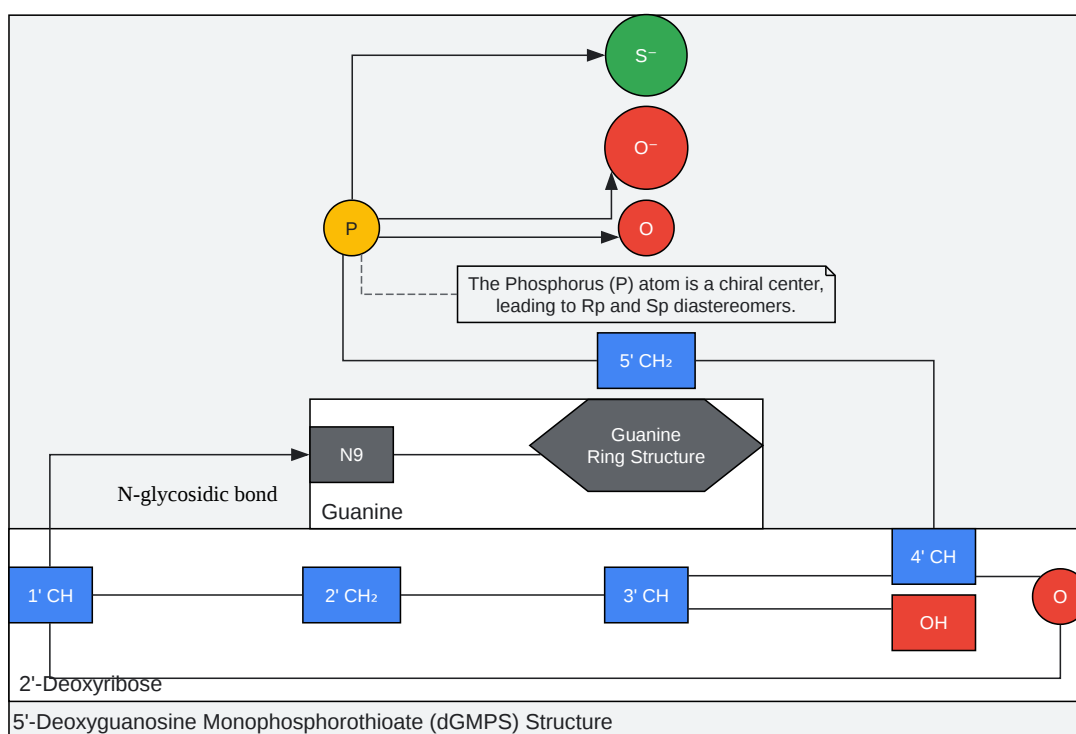 S⁻
O⁻
P
O
The Phosphorus (P) atom is a chiral center,
leading to Rp and Sp diastereomers.
5' CH₂
Guanine
Ring Structure
N9
N-glycosidic bond
Guanine
4' CH
1' CH
2' CH₂
3' CH
O
OH
2'-Deoxyribose
5'-Deoxyguanosine Monophosphorothioate (dGMPS) Structure